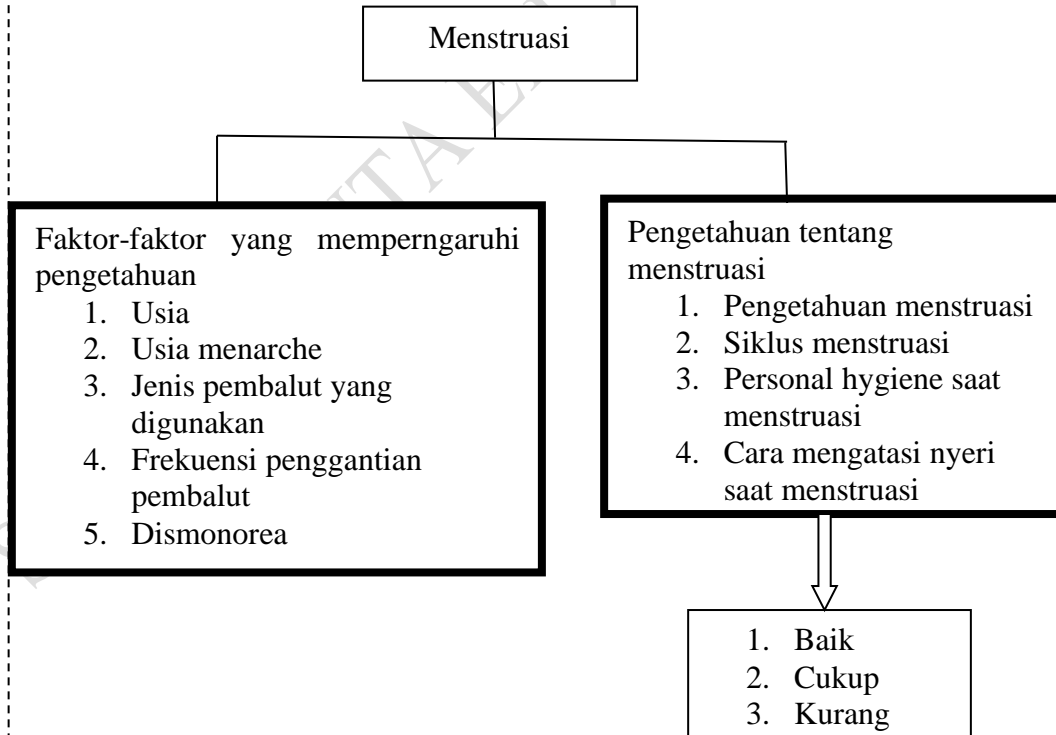 Menstruasi
Faktor-faktor yang memperngaruhi
pengetahuan
1. Usia
2. Usia menarche
3. Jenis pembalut yang
digunakan
4. Frekuensi penggantian
pembalut
5. Dismonorea
Pengetahuan tentang
menstruasi
1. Pengetahuan menstruasi
2. Siklus menstruasi
3. Personal hygiene saat
menstruasi
4. Cara mengatasi nyeri
saat menstruasi
1. Baik
2. Cukup
3. Kurang